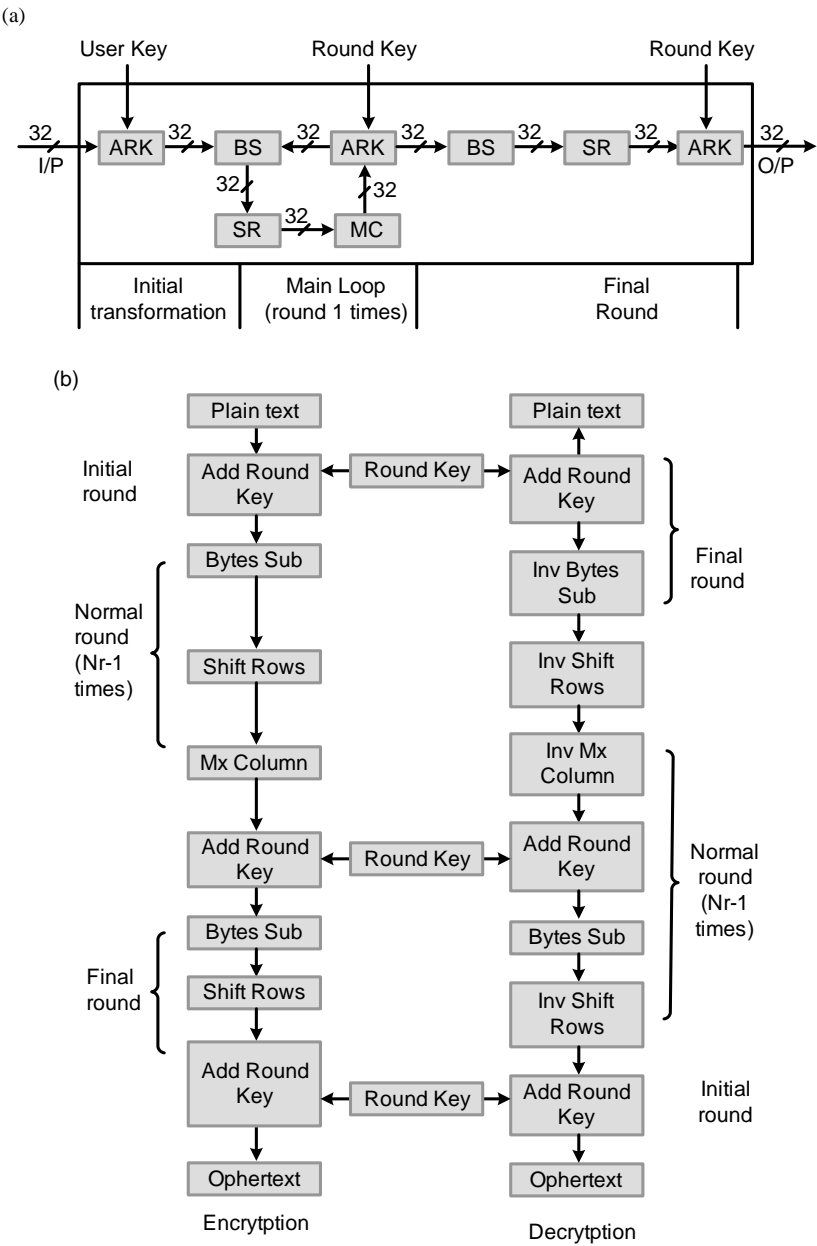 (a)
User Key
Round Key
Round Key
32
I/P
ARK
32
BS
32
ARK
32
BS
32
SR
32
ARK
32
O/P
32
32
SR
32
MC
Initial
transformation
Main Loop
(round 1 times)
Final
Round
(b)
Plain text
Plain text
Initial
round
Add Round
Key
Round Key
Add Round
Key
Final
round
Bytes Sub
Inv Bytes
Sub
Normal
round
(Nr-1
times)
Shift Rows
Inv Shift
Rows
Mx Column
Inv Mx
Column
Add Round
Key
Round Key
Add Round
Key
Normal
round
(Nr-1
times)
Bytes Sub
Bytes Sub
Final
round
Shift Rows
Inv Shift
Rows
Add Round
Key
Round Key
Add Round
Key
Initial
round
Ophertext
Ophertext
Encrytption
Decrytption